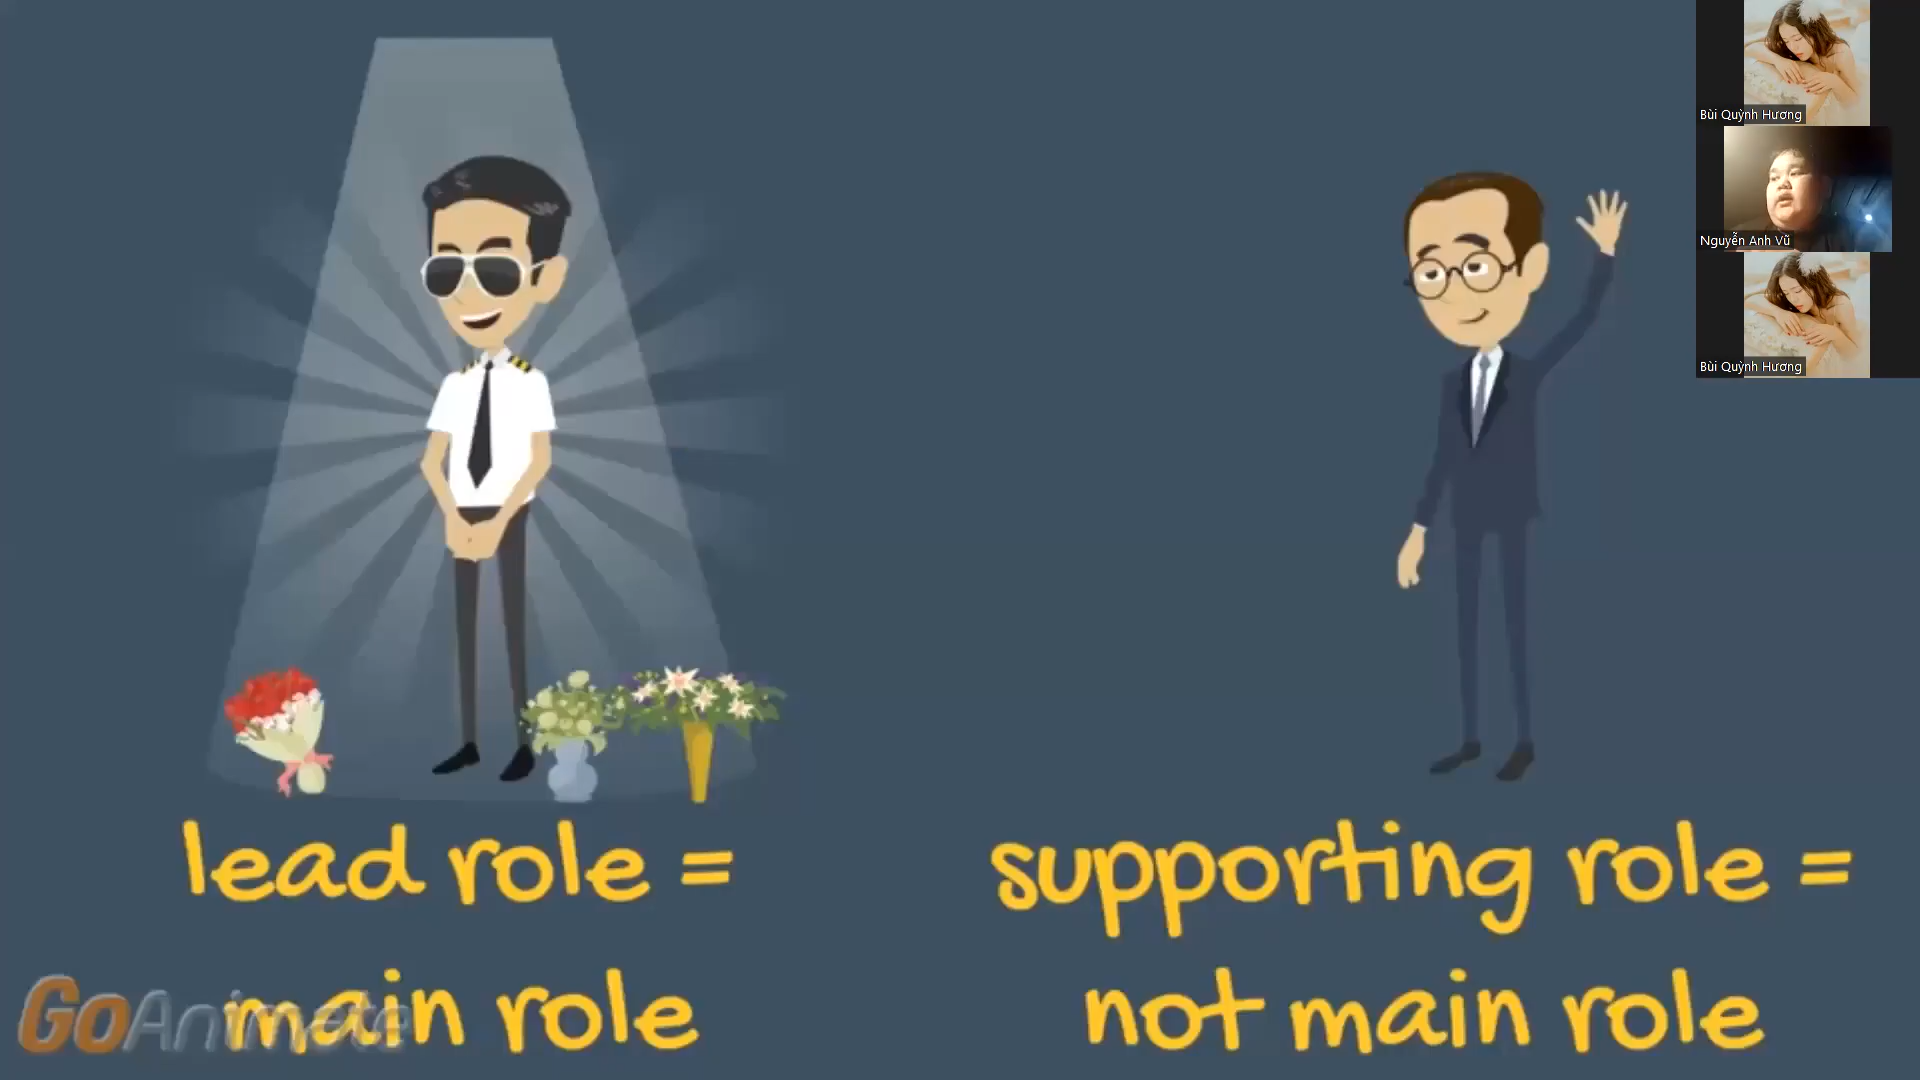 Bùi Quỳnh Hương
Nguyễn Anh Vũ
Bùi Quỳnh Hương
lead role =
main role
supporting role =
not main role
GoAnimate